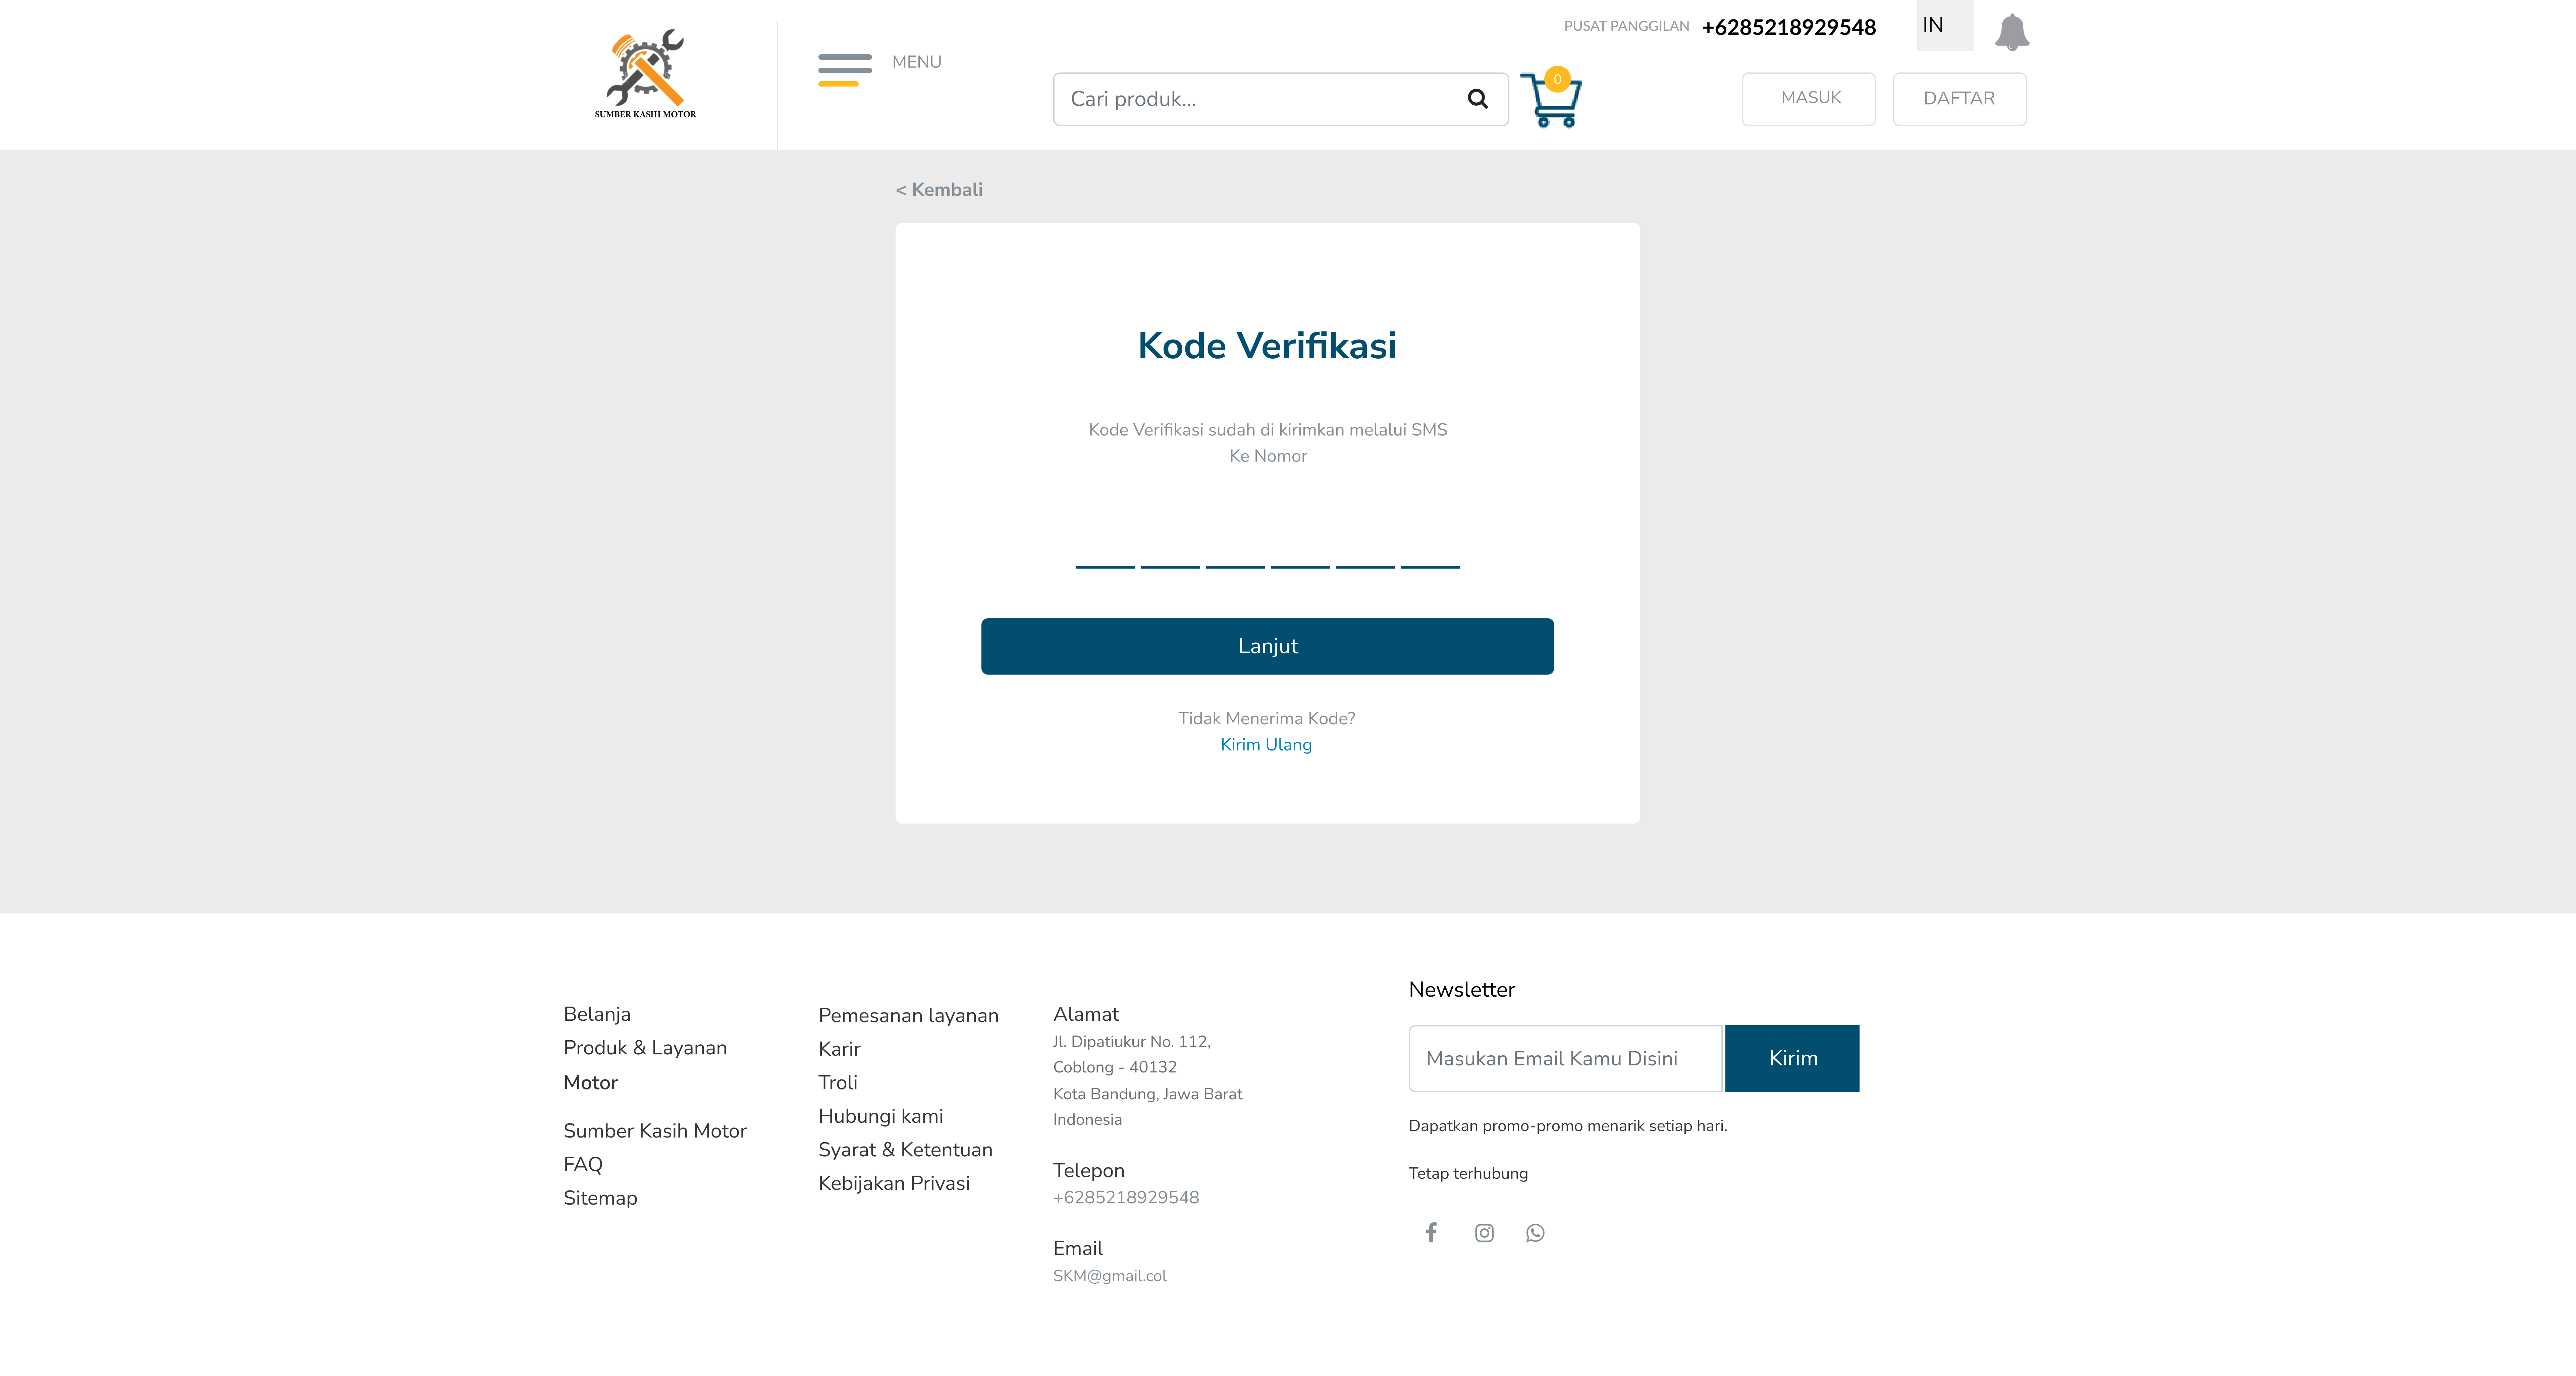 PUSAT PANGGILAN +6285218929548 IN
SUMBER KASIH MOTOR
MENU
Cari produk...
0
MASUK
DAFTAR
< Kembali
Kode Verifikasi
Kode Verifikasi sudah di kirimkan melalui SMS
Ke Nomor
Lanjut
Tidak Menerima Kode?
Kirim Ulang
Belanja
Produk & Layanan
Motor
Sumber Kasih Motor
FAQ
Sitemap
Pemesanan layanan
Karir
Troli
Hubungi kami
Syarat & Ketentuan
Kebijakan Privasi
Alamat
Jl. Dipatiukur No. 112,
Coblong - 40132
Kota Bandung, Jawa Barat
Indonesia
Telepon
+6285218929548
Email
SKM@gmail.col
Newsletter
Masukan Email Kamu Disini
Kirim
Dapatkan promo-promo menarik setiap hari.
Tetap terhubung